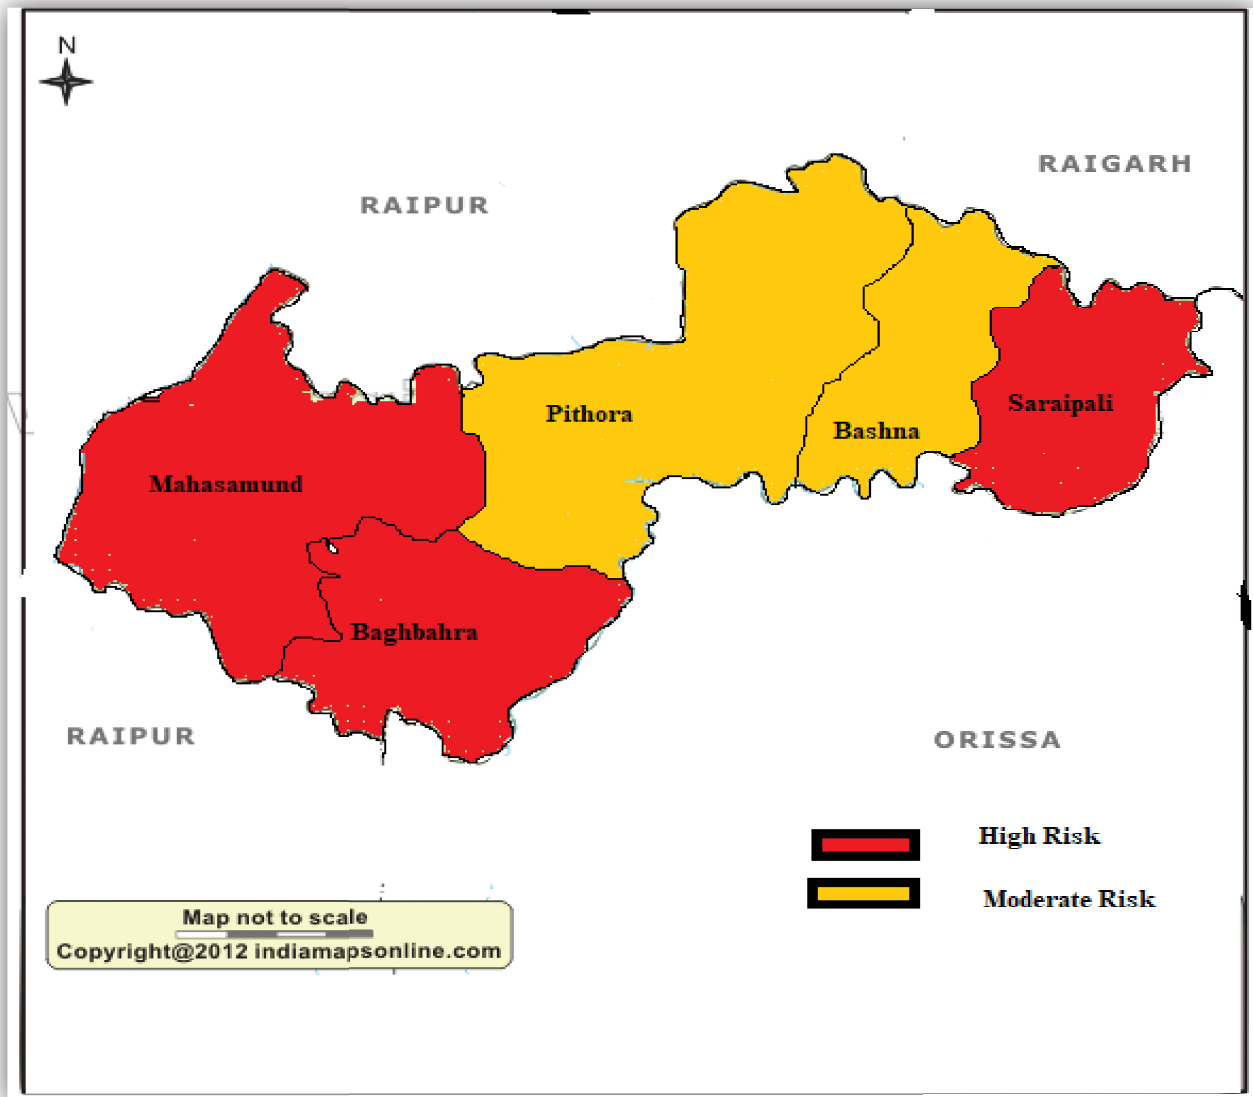 N
RAIGARH
RAIPUR
Pithora
Saraipali
Bashna
Mahasamund
Baghbahra
RAIPUR
ORISSA
High Risk
Moderate Risk
Map not to scale
Copyright@2012 indiamapsonline.com